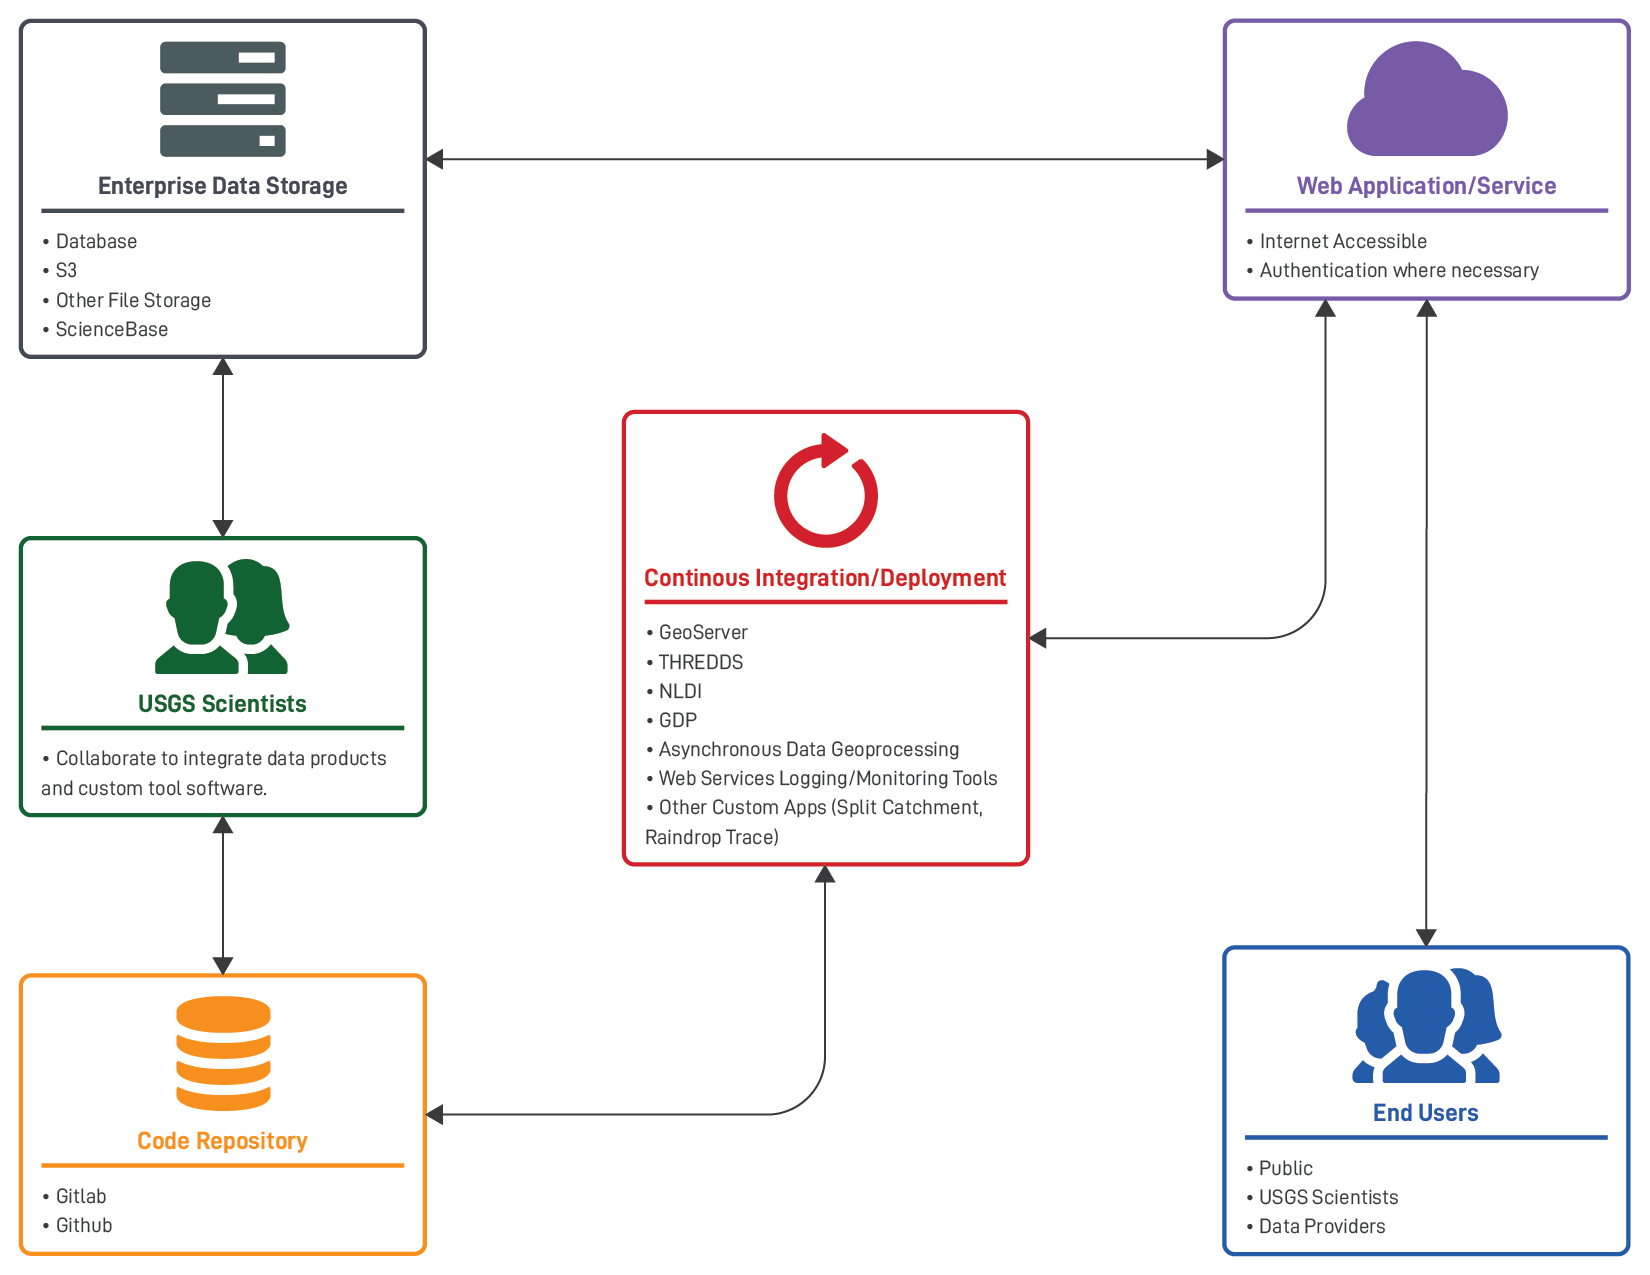 Enterprise Data Storage
• Database
• S3
• Other File Storage
• ScienceBase
Web Application/Service
• Internet Accessible
• Authentication where necessary
Continous Integration/Deployment
• GeoServer
• THREDDS
• NLDI
• GDP
• Asynchronous Data Geoprocessing
• Web Services Logging/Monitoring Tools
• Other Custom Apps (Split Catchment,
Raindrop Trace)
USGS Scientists
• Collaborate to integrate data products
and custom tool software.
Code Repository
• Gitlab
• Github
End Users
• Public
• USGS Scientists
• Data Providers